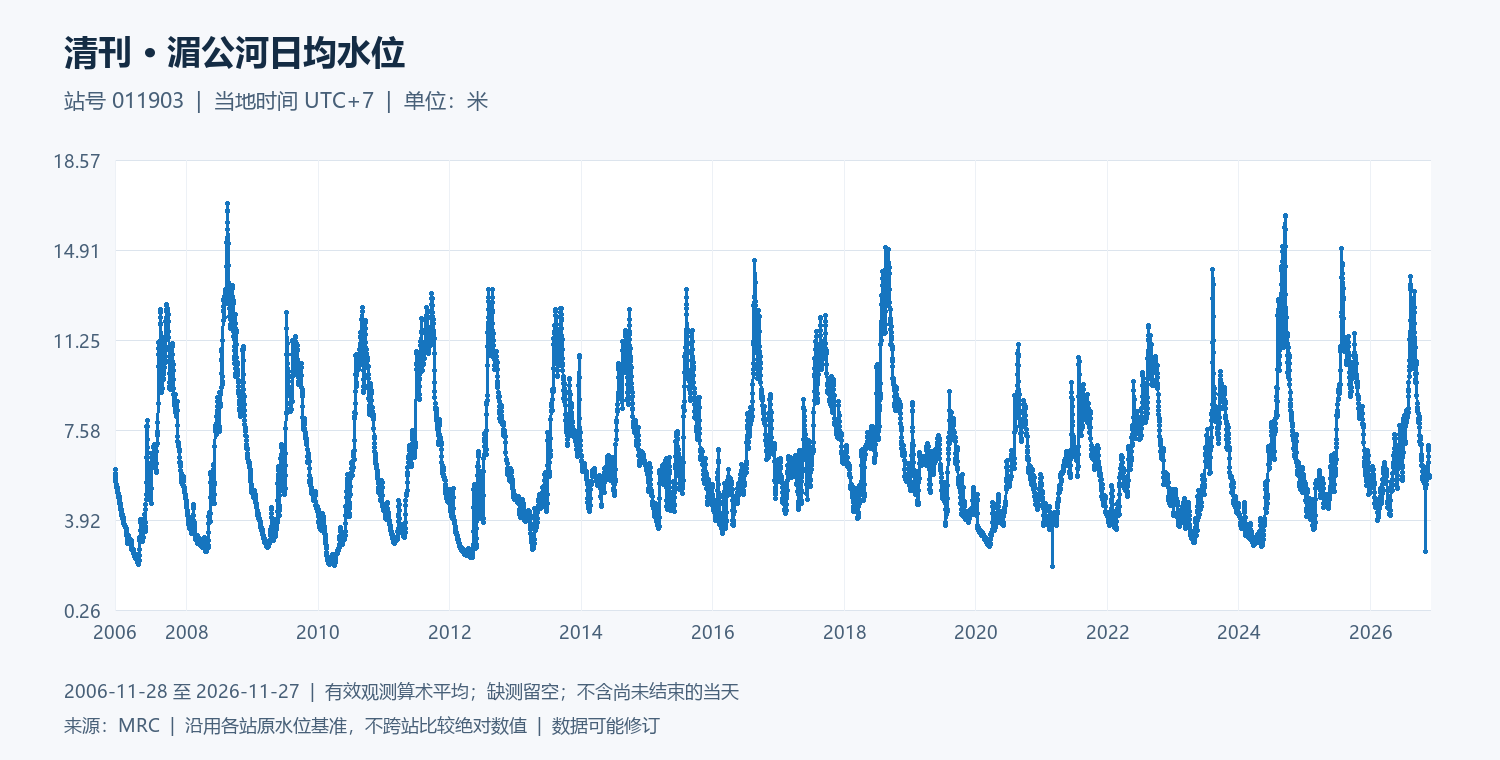 清刊·湄公河日均水位
站号 011903 | 当地时间 UTC+7 | 单位：米
18.57
14.91
11.25
7.58
3.92
0.26
2006 2008 2010 2012 2014 2016 2018 2020 2022 2024 2026
2006-11-28 至 2026-11-27 | 有效观测算术平均；缺测留空；不含尚未结束的当天
来源：MRC | 沿用各站原水位基准，不跨站比较绝对数值 | 数据可能修订